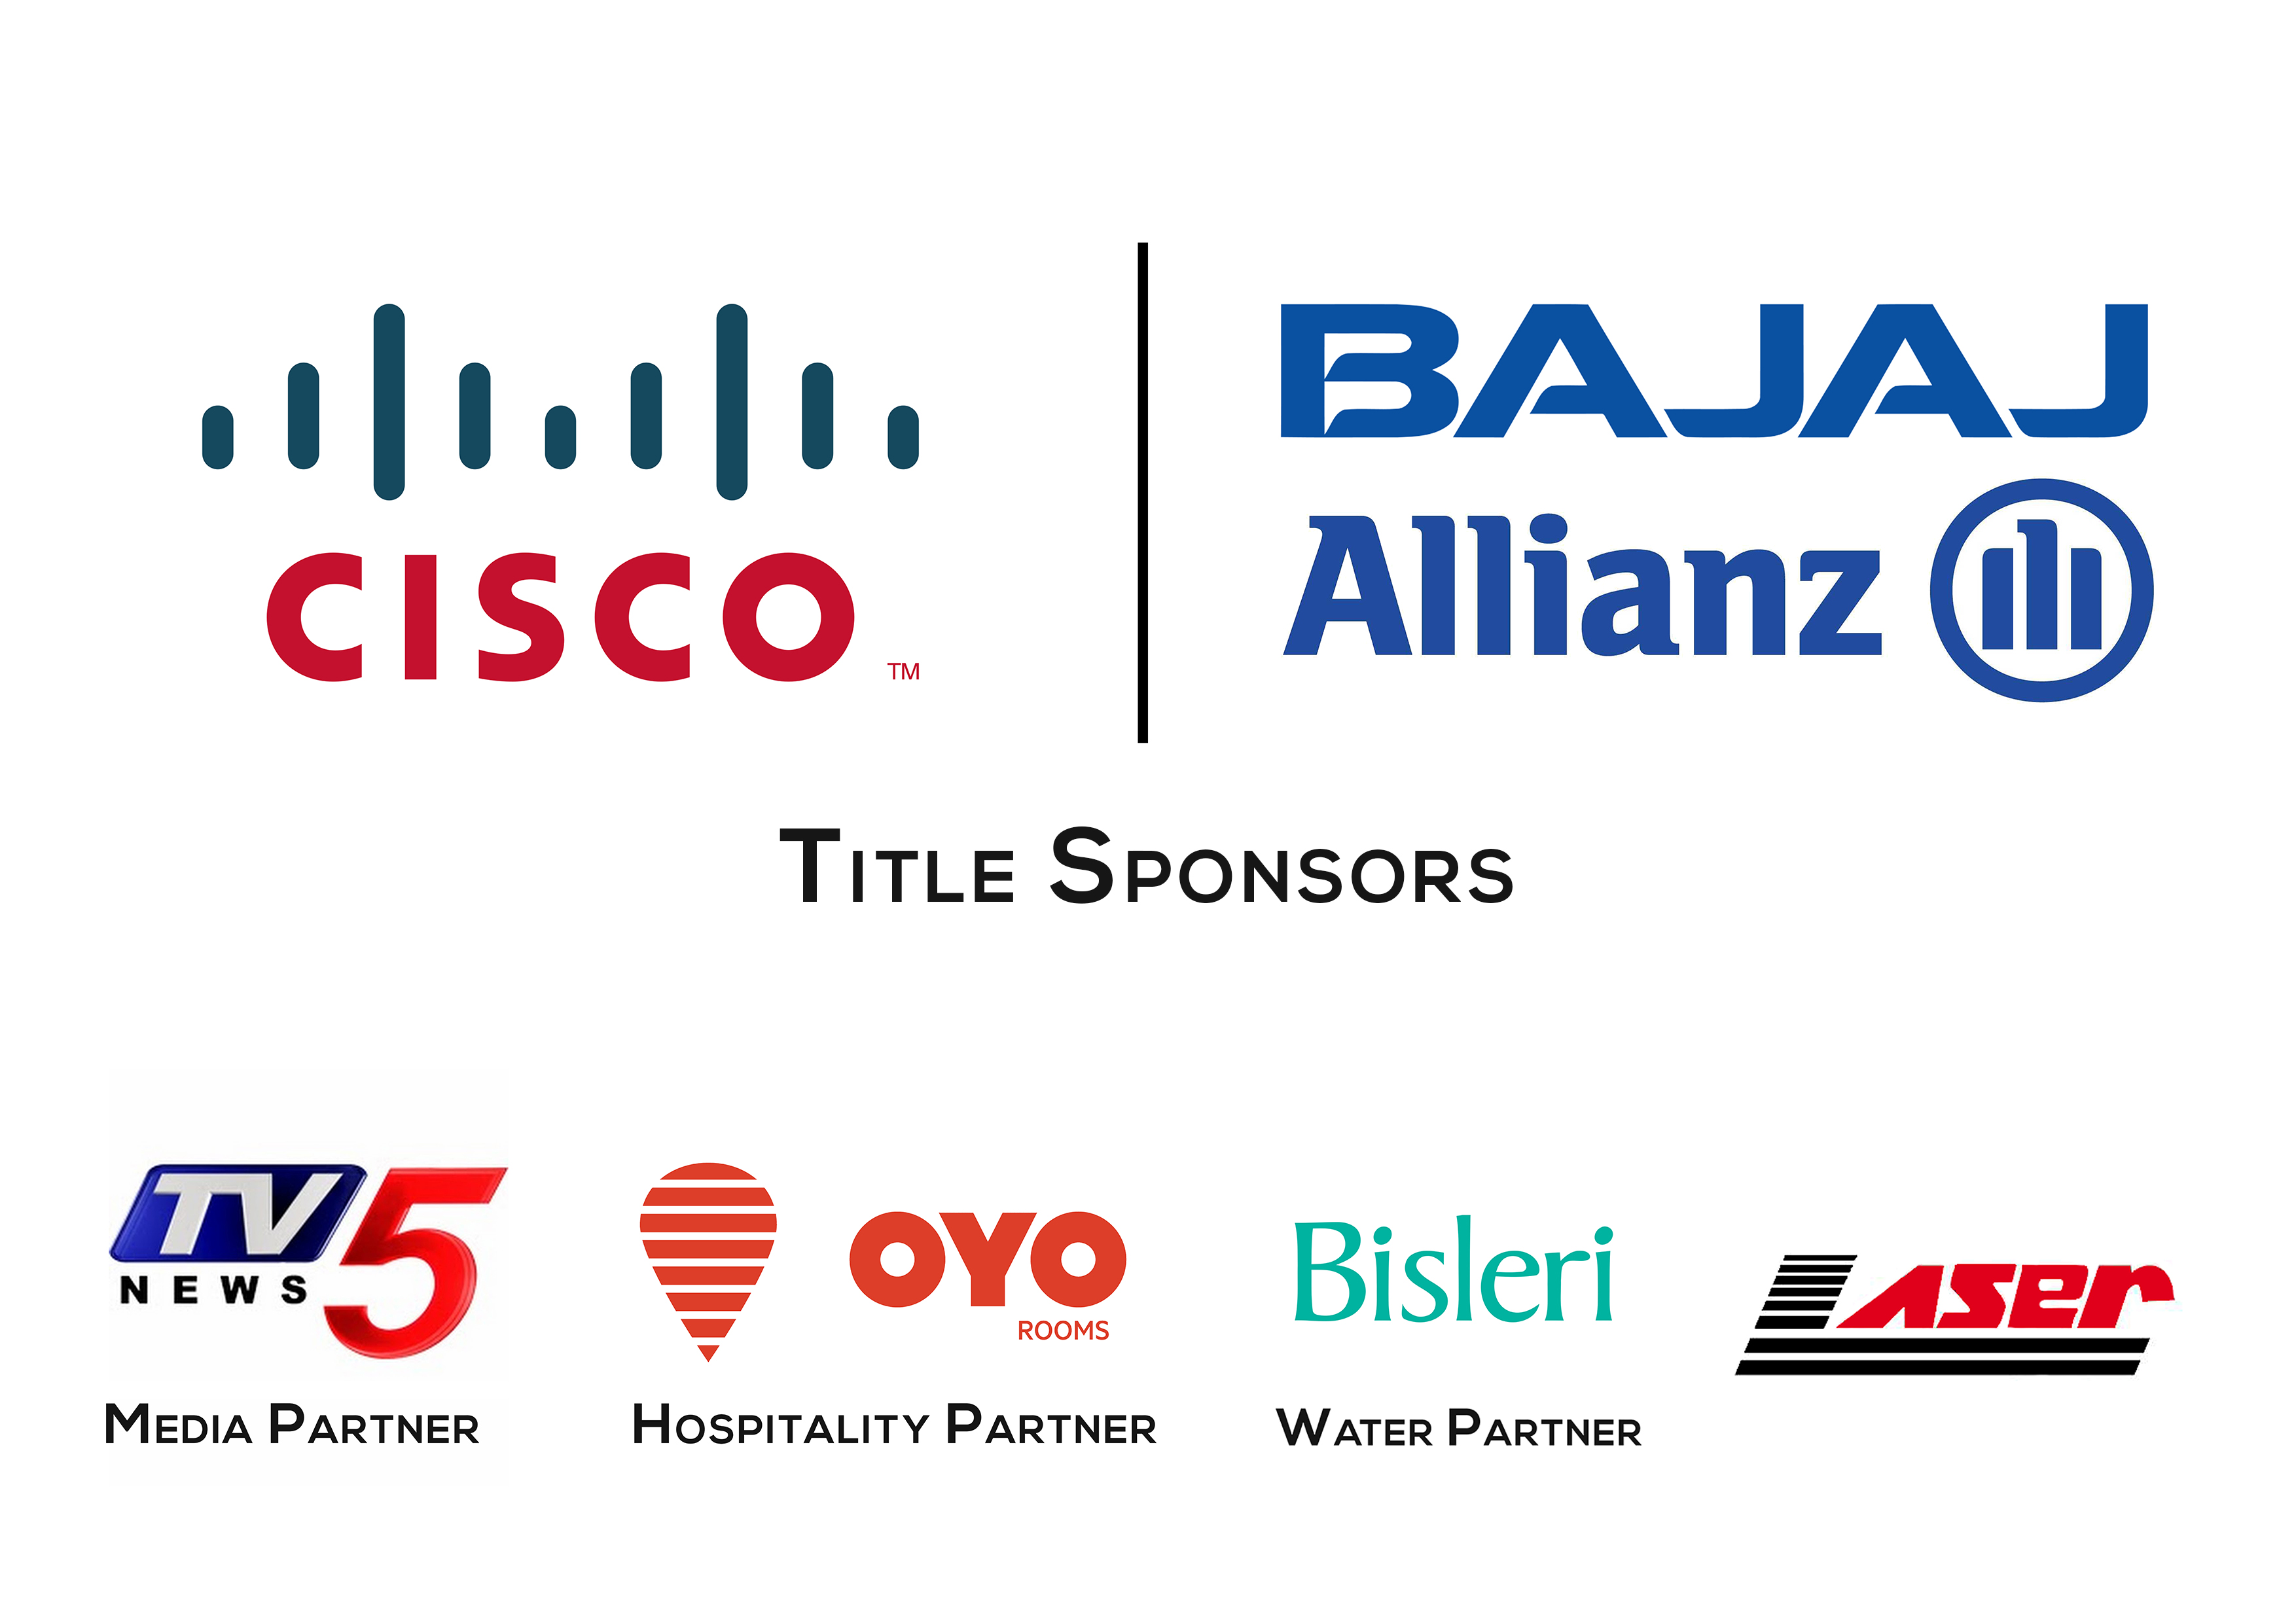 CISCO TM
BAJAJ
Allianz
TITLE SPONSORS
TV5
NEWS
OYO
ROOMS
Bisleri
LASER
MEDIA PARTNER
HOSPITALITY PARTNER
WATER PARTNER